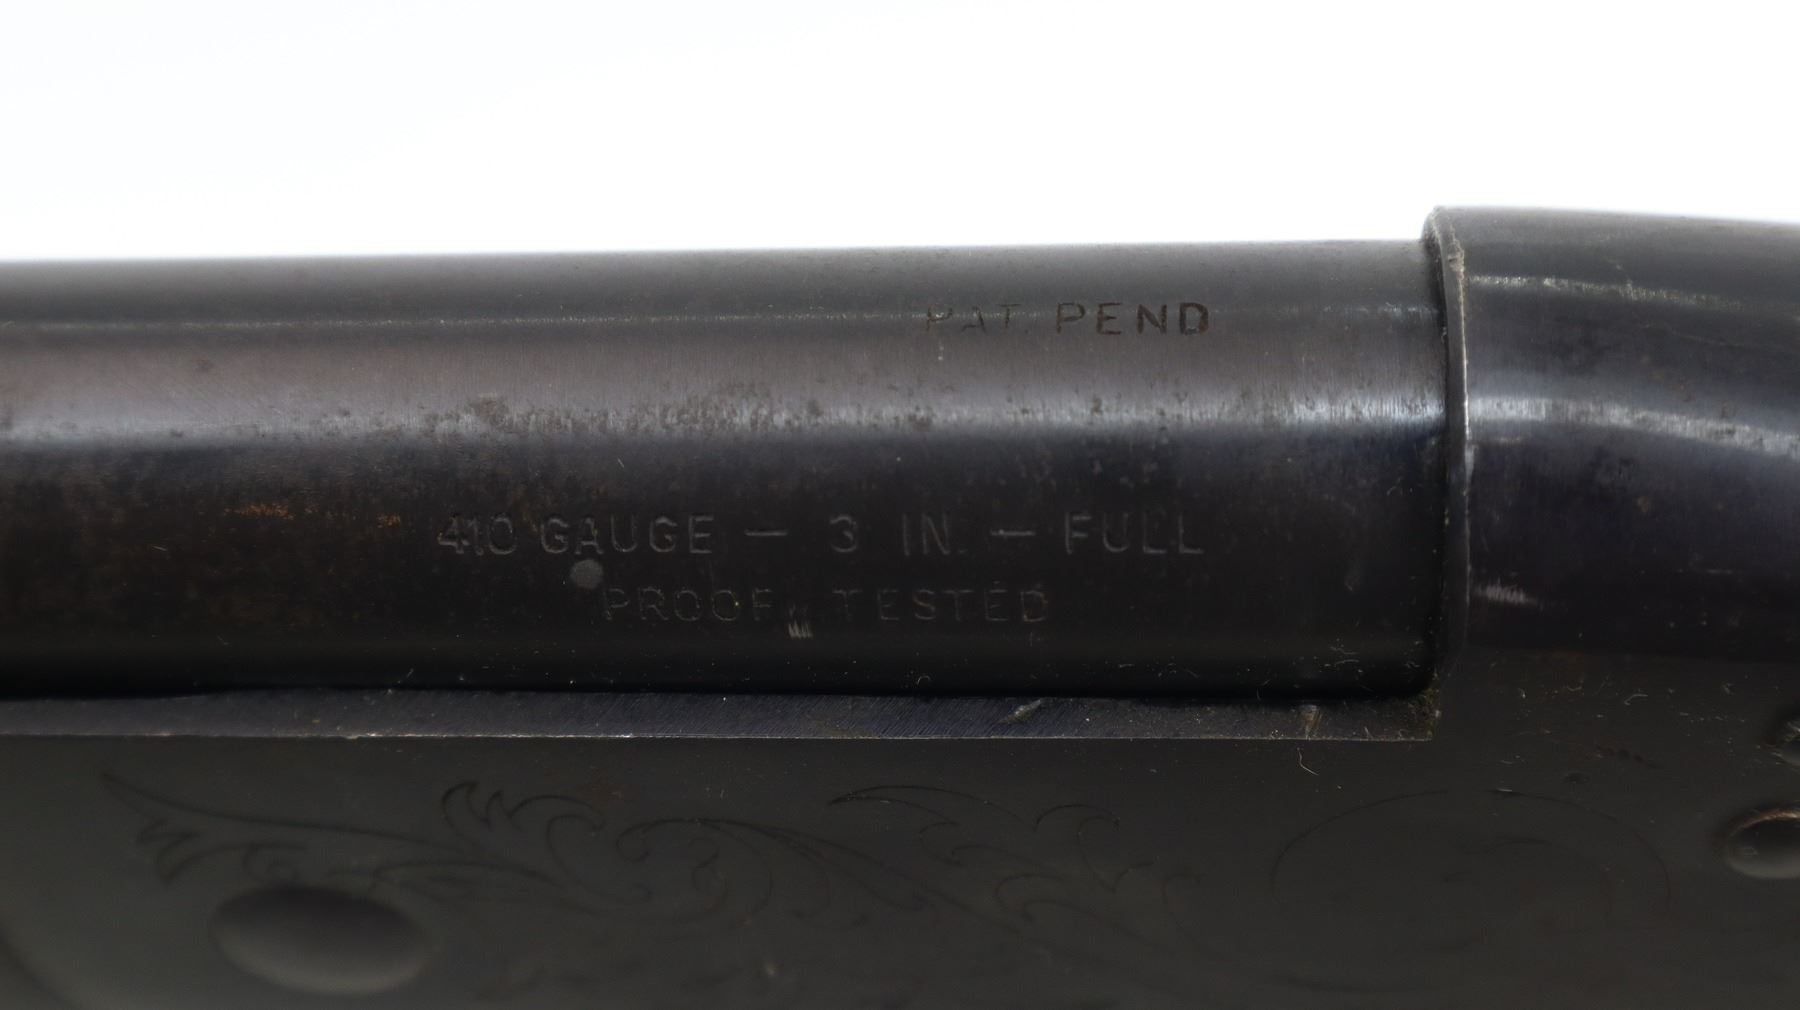 PAT. PEND
410 GAUGE — 3 IN. — FULL
PROOF TESTED